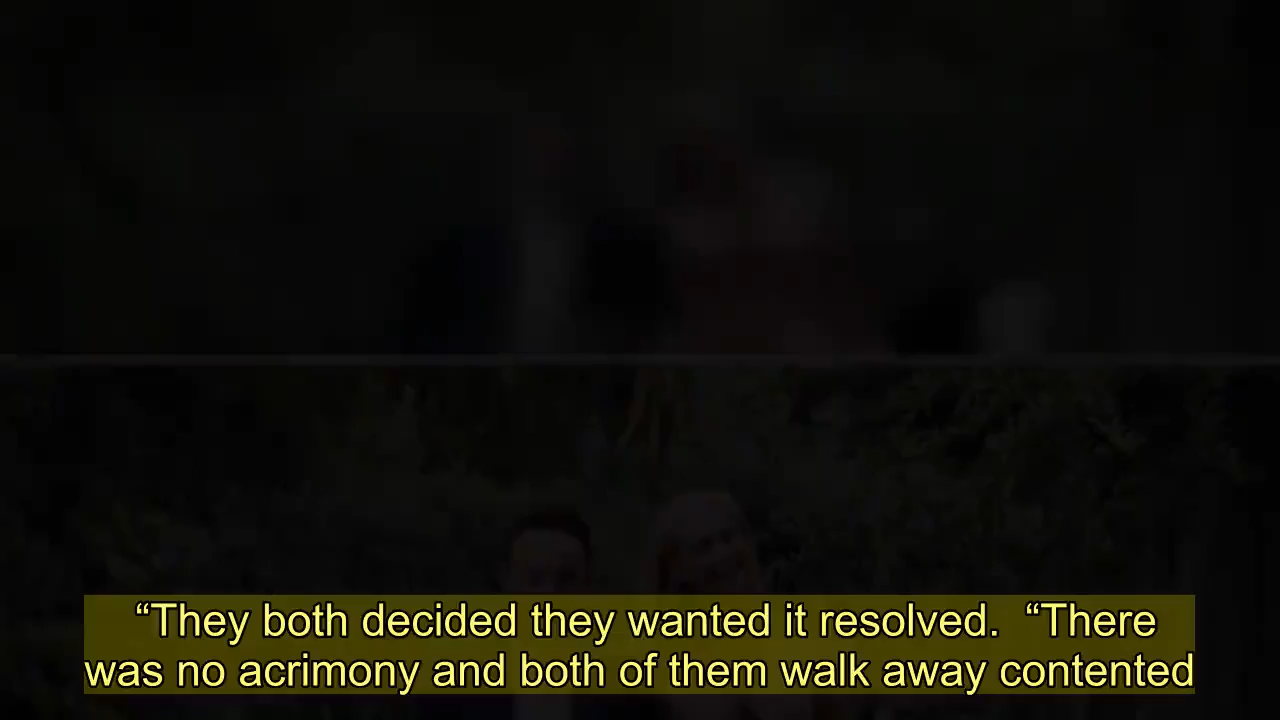 “They both decided they wanted it resolved.  “There
was no acrimony and both of them walk away contented